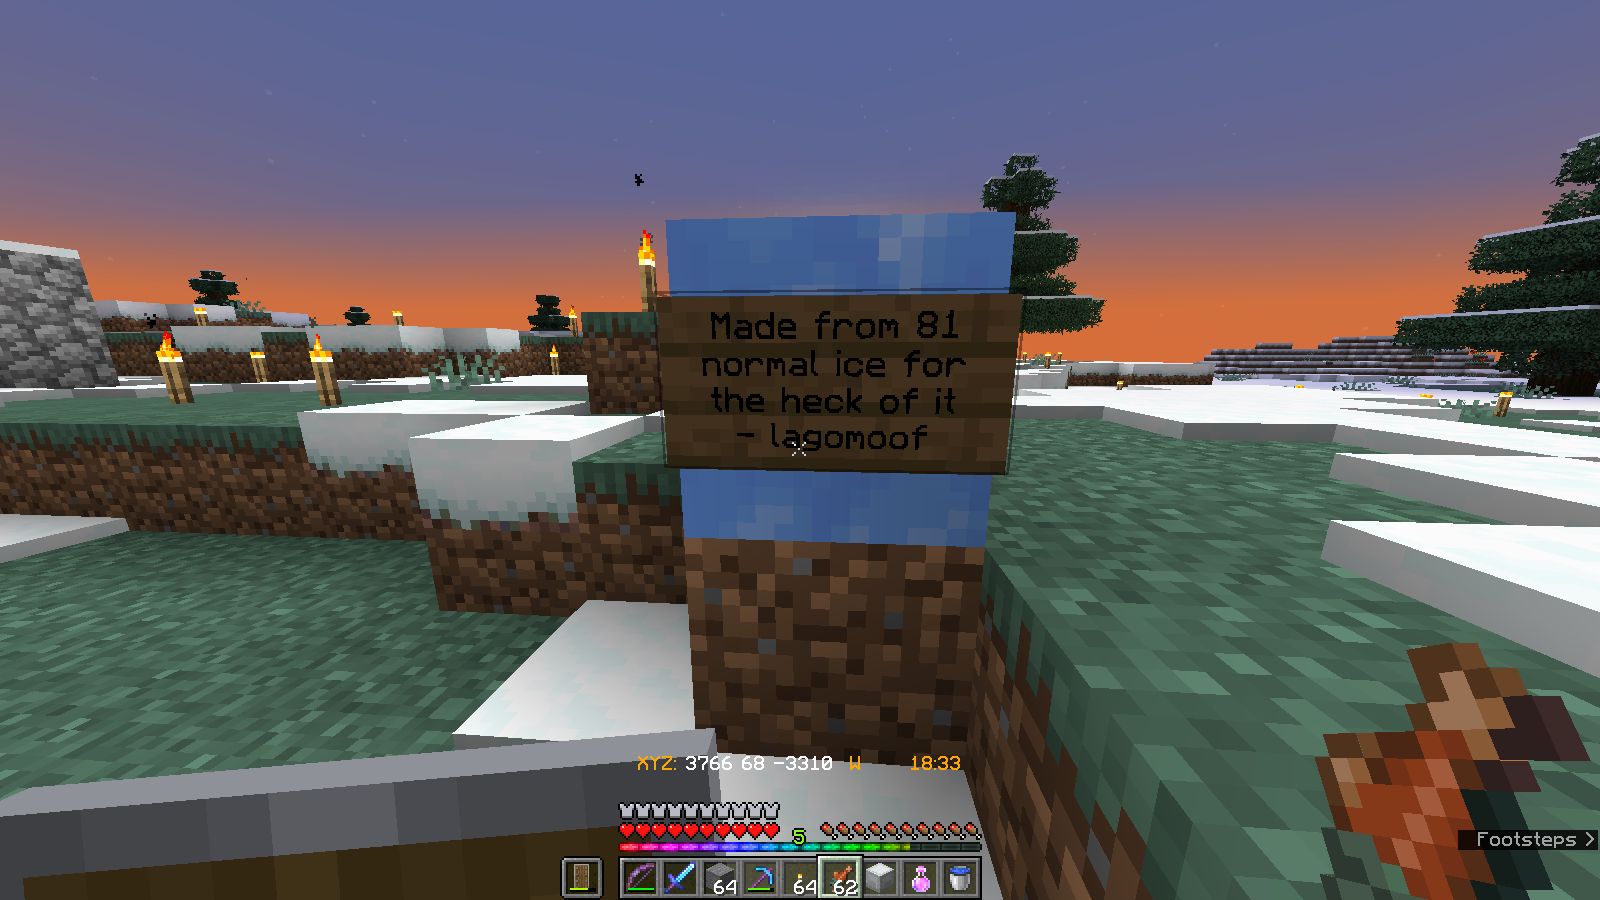 Made from 81
normal ice for
the heck of it
- lagomoof
XYZ: 3766 68 -3310 W 18:33
5
64 64 62
Footsteps >